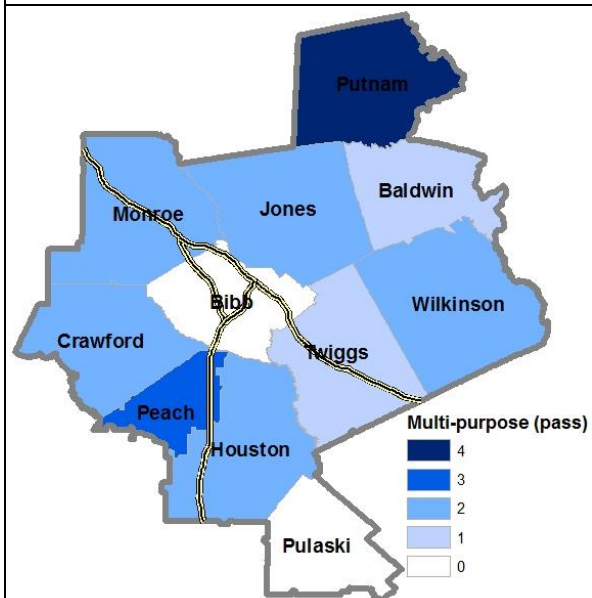 Putnam
Baldwin
Monroe
Jones
Bibb
Wilkinson
Crawford
Twiggs
Peach
Houston
Pulaski
Multi-purpose (pass)
4
3
2
1
0